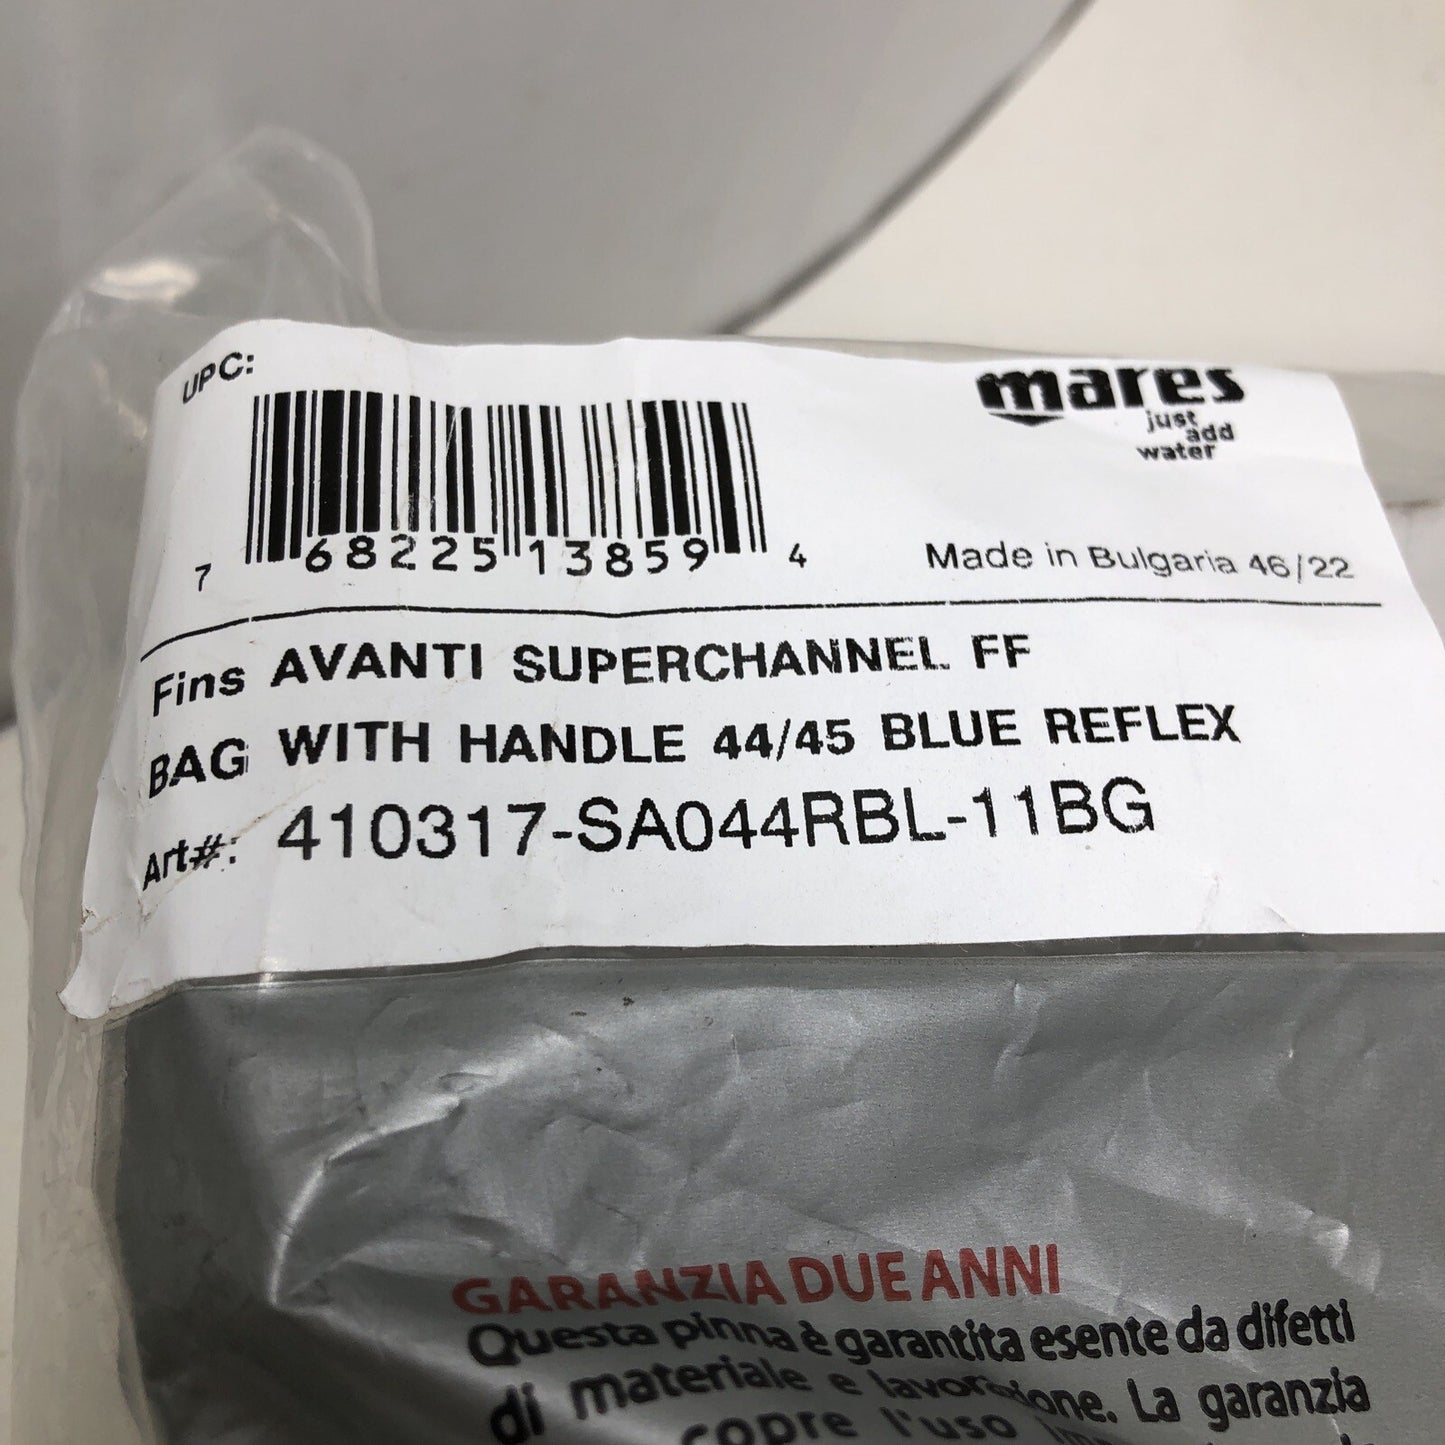 UPC:
mares
just
add
water
7 68225 13859 4
Made in Bulgaria 46/22
Fins AVANTI SUPERCHANNEL FF
BAG WITH HANDLE 44/45 BLUE REFLEX
Art#: 410317-SA044RBL-11BG
GARANZIA DUE ANNI
Questa pinna è garantita esente da difetti
di materiale e lavorazione. La garanzia
copre l'uso